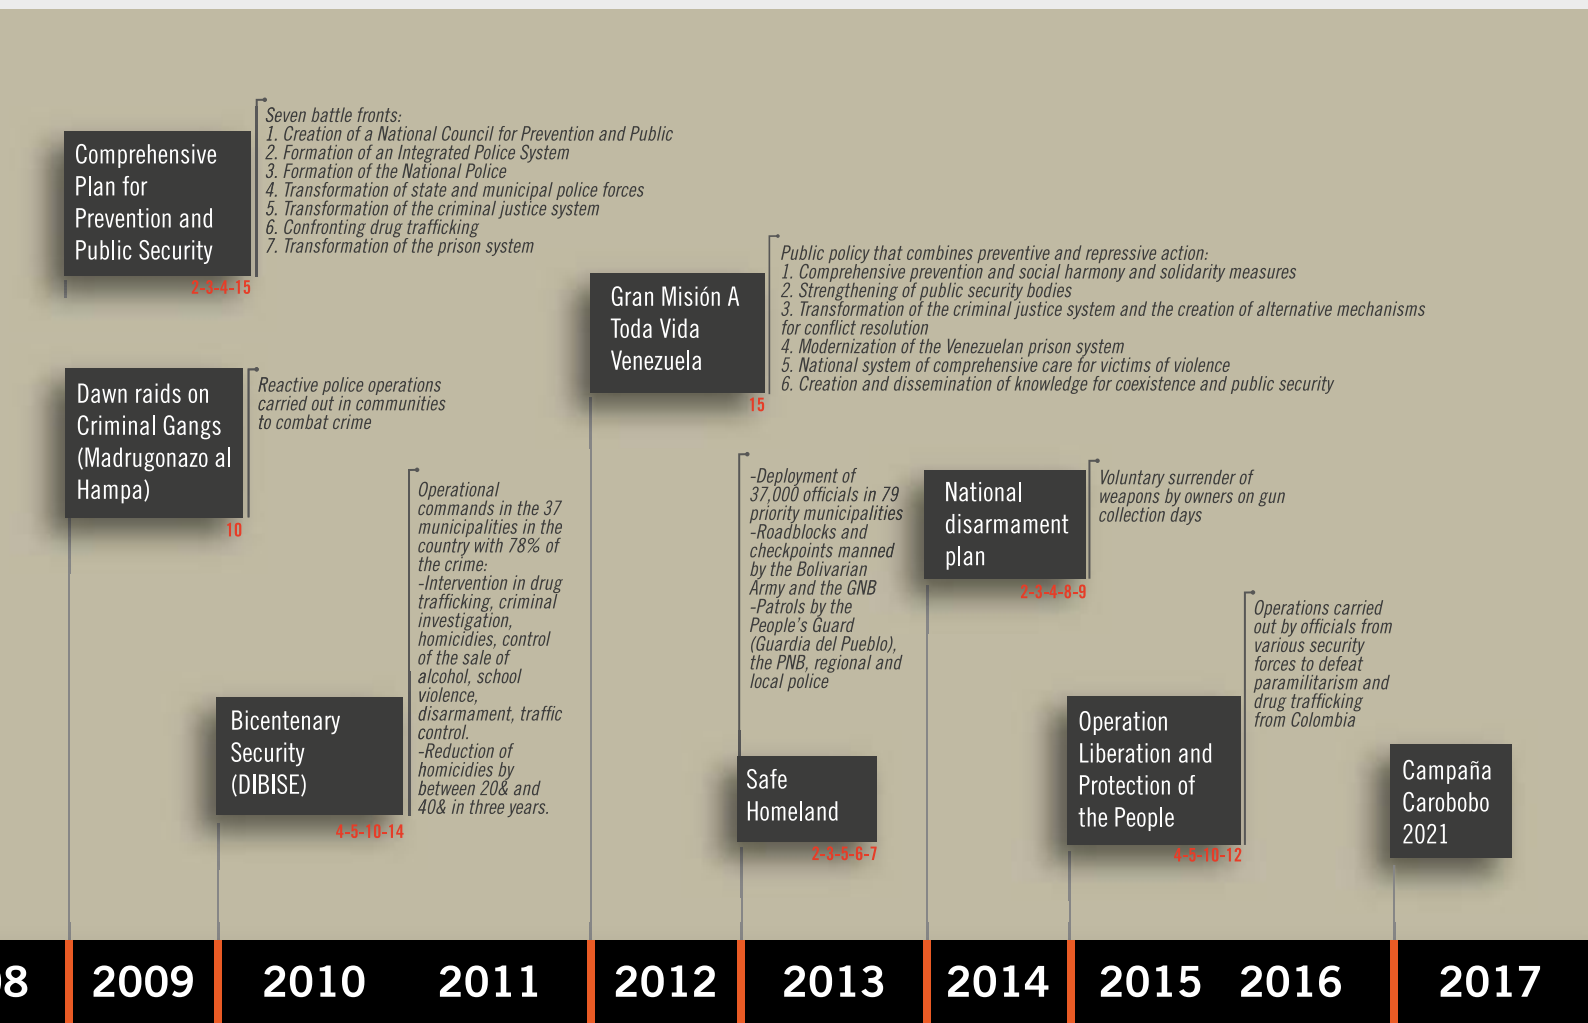 Comprehensive
Plan for
Prevention and
Public Security
2-3-4-15
Seven battle fronts:
1. Creation of a National Council for Prevention and Public
2. Formation of an Integrated Police System
3. Formation of the National Police
4. Transformation of state and municipal police forces
5. Transformation of the criminal justice system
6. Confronting drug trafficking
7. Transformation of the prison system
Dawn raids on
Criminal Gangs
(Madrugonazo al
Hampa)
10
Reactive police operations
carried out in communities
to combat crime
Bicentenary
Security
(DIBISE)
4-5-10-14
Operational
commands in the 37
municipalities in the
country with 78% of
the crime:
-Intervention in drug
trafficking, criminal
investigation,
homicidies, control
of the sale of
alcohol, school
violence,
disarmament, traffic
control.
-Reduction of
homicidies by
between 20& and
40& in three years.
Gran Misión A
Toda Vida
Venezuela
15
Public policy that combines preventive and repressive action:
1. Comprehensive prevention and social harmony and solidarity measures
2. Strengthening of public security bodies
3. Transformation of the criminal justice system and the creation of alternative mechanisms
for conflict resolution
4. Modernization of the Venezuelan prison system
5. National system of comprehensive care for victims of violence
6. Creation and dissemination of knowledge for coexistence and public security
-Deployment of
37,000 officials in 79
priority municipalities
-Roadblocks and
checkpoints manned
by the Bolivarian
Army and the GNB
-Patrols by the
People's Guard
(Guardia del Pueblo),
the PNB, regional and
local police
Safe
Homeland
2-3-5-6-7
National
disarmament
plan
2-3-4-8-9
Voluntary surrender of
weapons by owners on gun
collection days
Operation
Liberation and
Protection of
the People
4-5-10-12
Operations carried
out by officials from
various security
forces to defeat
paramilitarism and
drug trafficking
from Colombia
Campaña
Carobobo
2021
8 2009 2010 2011 2012 2013 2014 2015 2016 2017